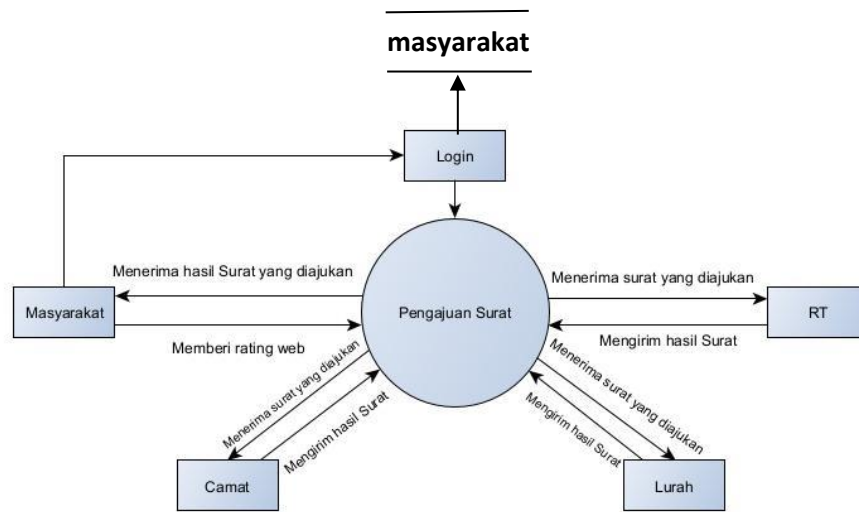 masyarakat
Login
Menerima hasil Surat yang diajukan
Menerima surat yang diajukan
Masyarakat
Pengajuan Surat
RT
Memberi rating web
Mengirim hasil Surat
Menerima surat yang diajukan
Mengirim hasil Surat
Menerima surat yang diajukan
Mengirim hasil Surat
Camat
Lurah